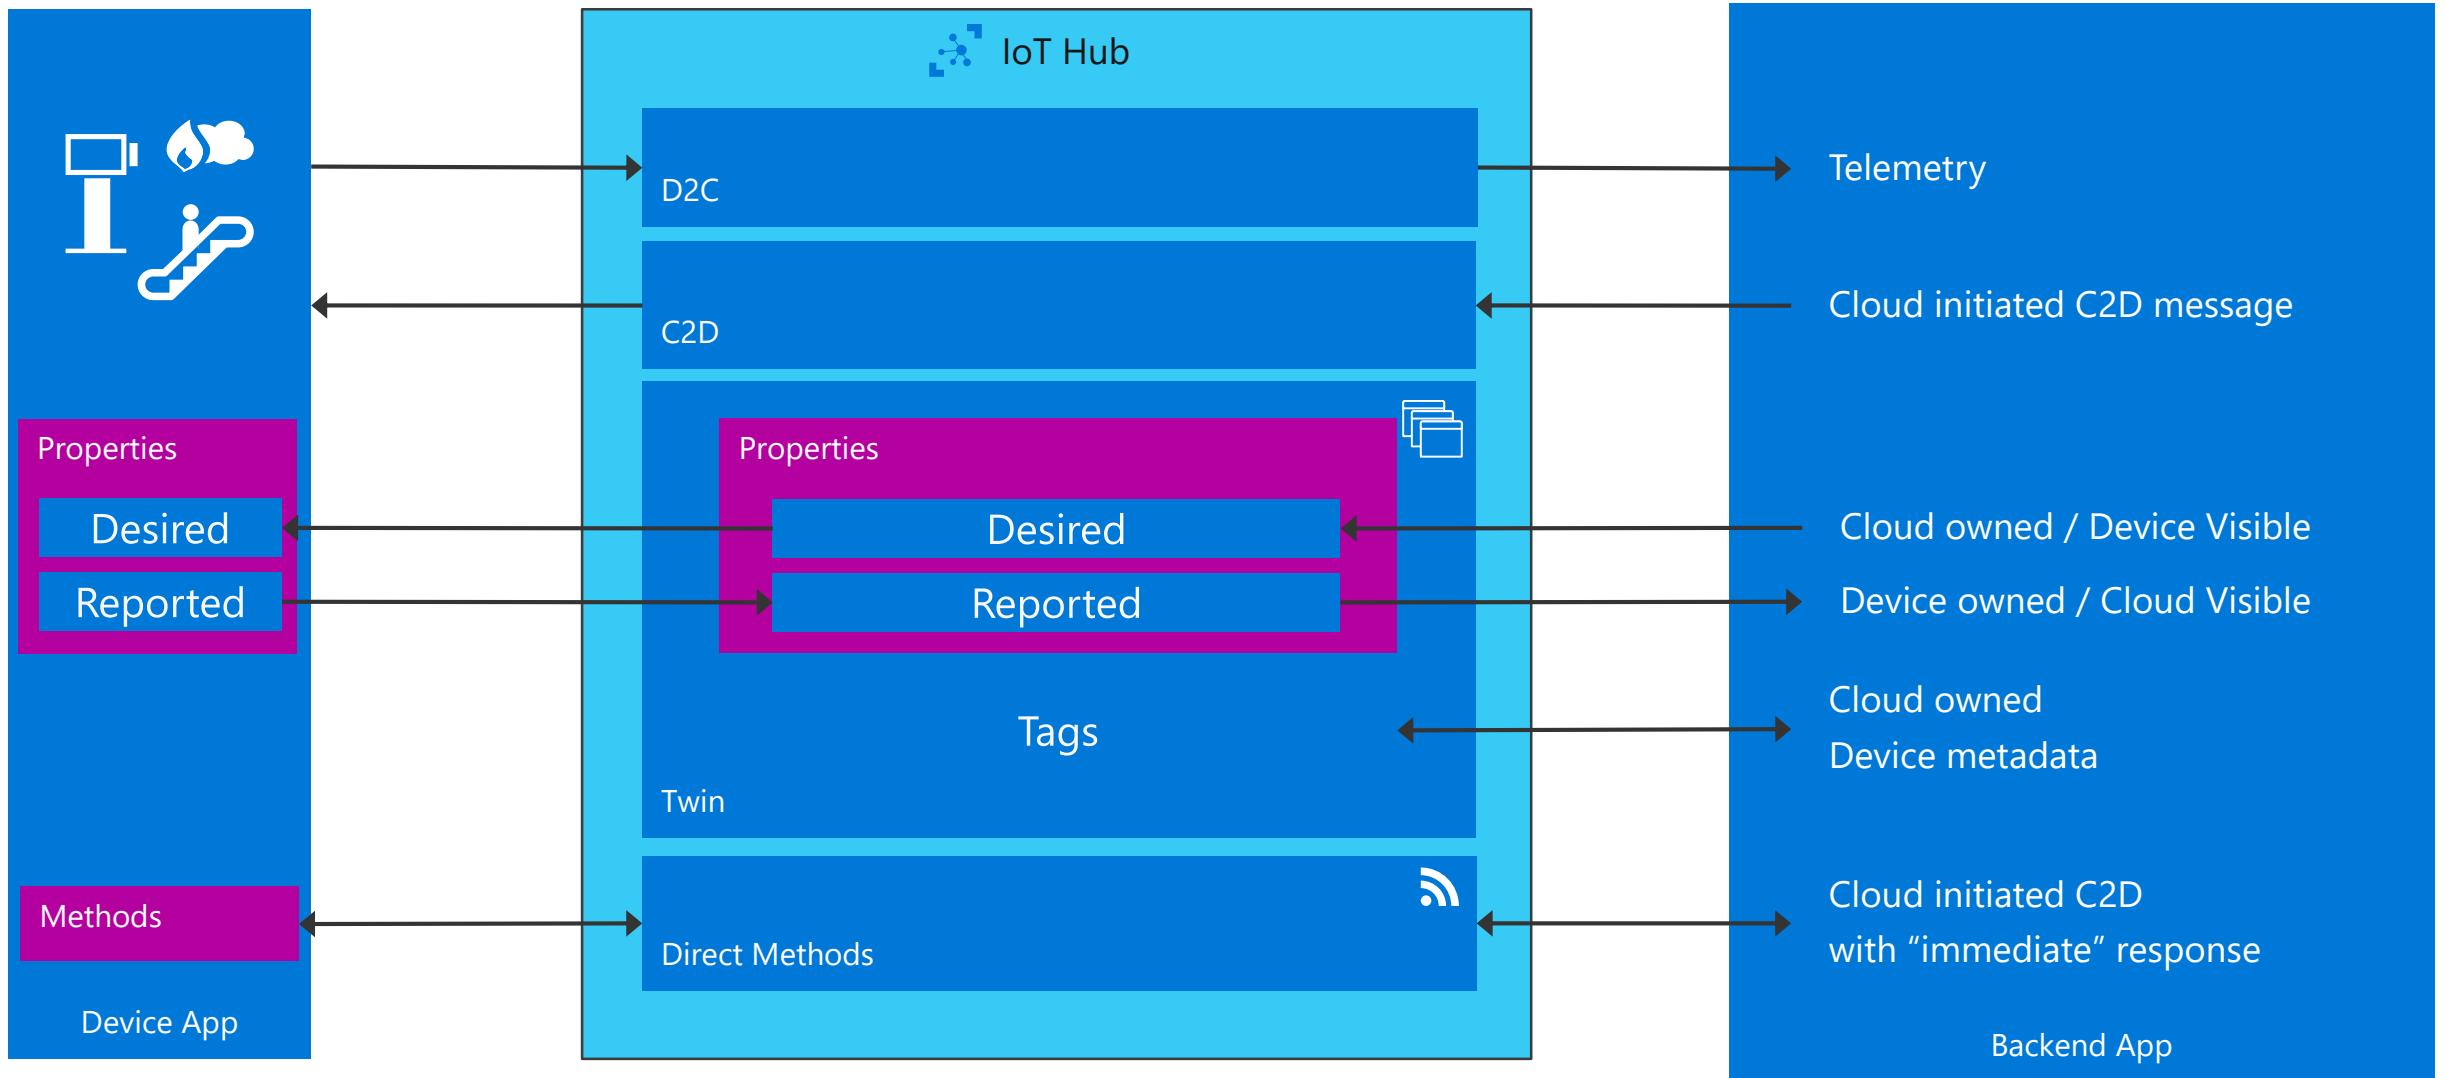 IoT Hub
D2C
Telemetry
C2D
Cloud initiated C2D message
Properties
Desired
Reported
Properties
Desired
Reported
Cloud owned / Device Visible
Device owned / Cloud Visible
Tags
Cloud owned
Device metadata
Twin
Methods
Direct Methods
Cloud initiated C2D
with “immediate” response
Device App
Backend App